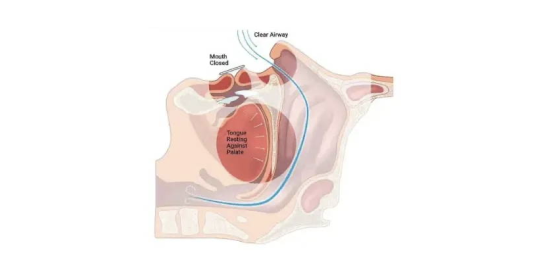 Clear Airway
Mouth
Closed
Tongue
Resting
Against
Palate